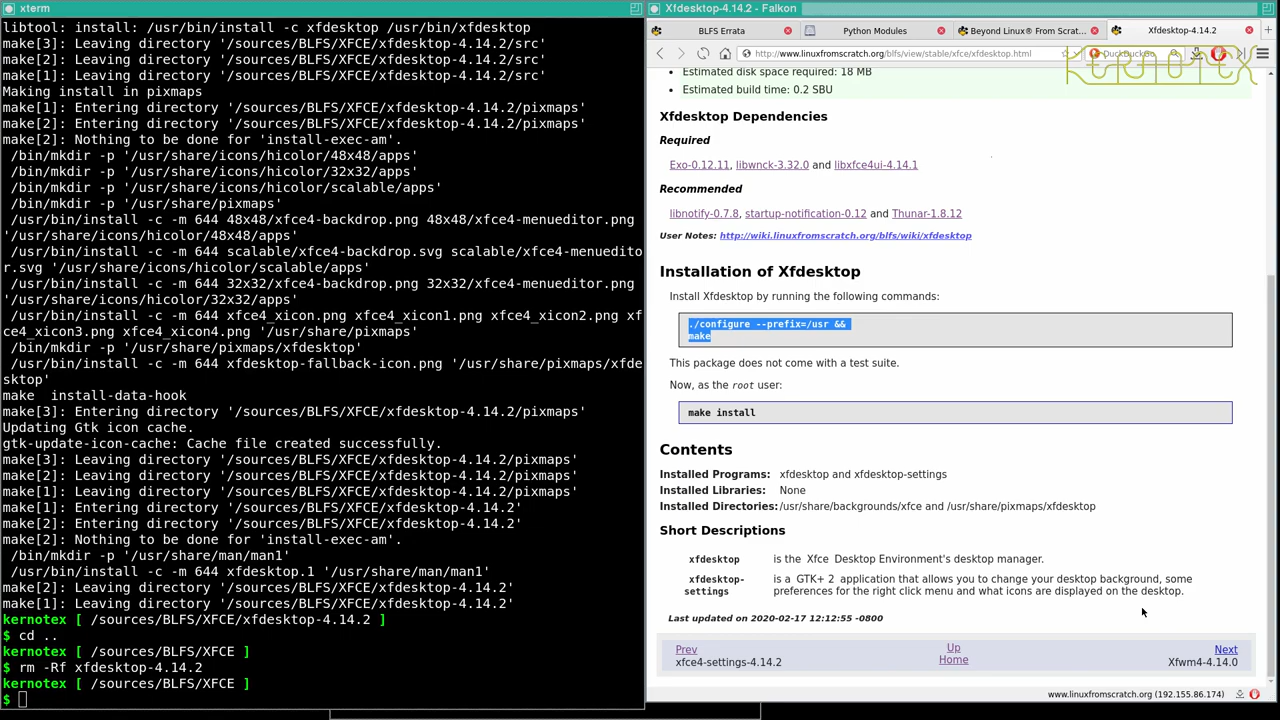 xterm
libtool: install: /usr/bin/install -c xfdesktop /usr/bin/xfdesktop
make[3]: Leaving directory '/sources/BLFS/XFCE/xfdesktop-4.14.2/src'
make[2]: Leaving directory '/sources/BLFS/XFCE/xfdesktop-4.14.2/src'
make[1]: Leaving directory '/sources/BLFS/XFCE/xfdesktop-4.14.2/src'
Making install in pixmaps
make[1]: Entering directory '/sources/BLFS/XFCE/xfdesktop-4.14.2/pixmaps'
make[2]: Entering directory '/sources/BLFS/XFCE/xfdesktop-4.14.2/pixmaps'
make[2]: Nothing to be done for 'install-exec-am'.
/bin/mkdir -p '/usr/share/icons/hicolor/48x48/apps'
/bin/mkdir -p '/usr/share/icons/hicolor/32x32/apps'
/bin/mkdir -p '/usr/share/icons/hicolor/scalable/apps'
/bin/mkdir -p '/usr/share/pixmaps'
/usr/bin/install -c -m 644 48x48/xfce4-backdrop.png 48x48/xfce4-menueditor.png
'/usr/share/icons/hicolor/48x48/apps'
/usr/bin/install -c -m 644 scalable/xfce4-backdrop.svg scalable/xfce4-menuedito
r.svg '/usr/share/icons/hicolor/scalable/apps'
/usr/bin/install -c -m 644 32x32/xfce4-backdrop.png 32x32/xfce4-menueditor.png
'/usr/share/icons/hicolor/32x32/apps'
/usr/bin/install -c -m 644 xfce4_xicon.png xfce4_xicon1.png xfce4_xicon2.png xf
ce4_xicon3.png xfce4_xicon4.png '/usr/share/pixmaps'
/bin/mkdir -p '/usr/share/pixmaps/xfdesktop'
/usr/bin/install -c -m 644 xfdesktop-fallback-icon.png '/usr/share/pixmaps/xfde
sktop'
make  install-data-hook
make[3]: Entering directory '/sources/BLFS/XFCE/xfdesktop-4.14.2/pixmaps'
Updating Gtk icon cache.
gtk-update-icon-cache: Cache file created successfully.
make[3]: Leaving directory '/sources/BLFS/XFCE/xfdesktop-4.14.2/pixmaps'
make[2]: Leaving directory '/sources/BLFS/XFCE/xfdesktop-4.14.2/pixmaps'
make[1]: Leaving directory '/sources/BLFS/XFCE/xfdesktop-4.14.2/pixmaps'
make[1]: Entering directory '/sources/BLFS/XFCE/xfdesktop-4.14.2'
make[2]: Entering directory '/sources/BLFS/XFCE/xfdesktop-4.14.2'
make[2]: Nothing to be done for 'install-exec-am'.
/bin/mkdir -p '/usr/share/man/man1'
/usr/bin/install -c -m 644 xfdesktop.1 '/usr/share/man/man1'
make[2]: Leaving directory '/sources/BLFS/XFCE/xfdesktop-4.14.2'
make[1]: Leaving directory '/sources/BLFS/XFCE/xfdesktop-4.14.2'
kernotex [ /sources/BLFS/XFCE/xfdesktop-4.14.2 ]
$ cd ..
kernotex [ /sources/BLFS/XFCE ]
$ rm -Rf xfdesktop-4.14.2
kernotex [ /sources/BLFS/XFCE ]
$
Xfdesktop-4.14.2 - Falkon
BLFS Errata
Python Modules
Beyond Linux® From Scrat...
Xfdesktop-4.14.2
http://www.linuxfromscratch.org/blfs/view/stable/xfce/xfdesktop.html
DuckDuckGo
KERNOTEX
Estimated disk space required: 18 MB
Estimated build time: 0.2 SBU
Xfdesktop Dependencies
Required
Exo-0.12.11, libwnck-3.32.0 and libxfce4ui-4.14.1
Recommended
libnotify-0.7.8, startup-notification-0.12 and Thunar-1.8.12
User Notes: http://wiki.linuxfromscratch.org/blfs/wiki/xfdesktop
Installation of Xfdesktop
Install Xfdesktop by running the following commands:
./configure --prefix=/usr &&
make
This package does not come with a test suite.
Now, as the root user:
make install
Contents
Installed Programs: xfdesktop and xfdesktop-settings
Installed Libraries: None
Installed Directories: /usr/share/backgrounds/xfce and /usr/share/pixmaps/xfdesktop
Short Descriptions
xfdesktop is the Xfce Desktop Environment's desktop manager.
xfdesktop- is a GTK+ 2 application that allows you to change your desktop background, some
settings preferences for the right click menu and what icons are displayed on the desktop.
Last updated on 2020-02-17 12:12:55 -0800
Prev Up Next
xfce4-settings-4.14.2 Home Xfwm4-4.14.0
www.linuxfromscratch.org (192.155.86.174)